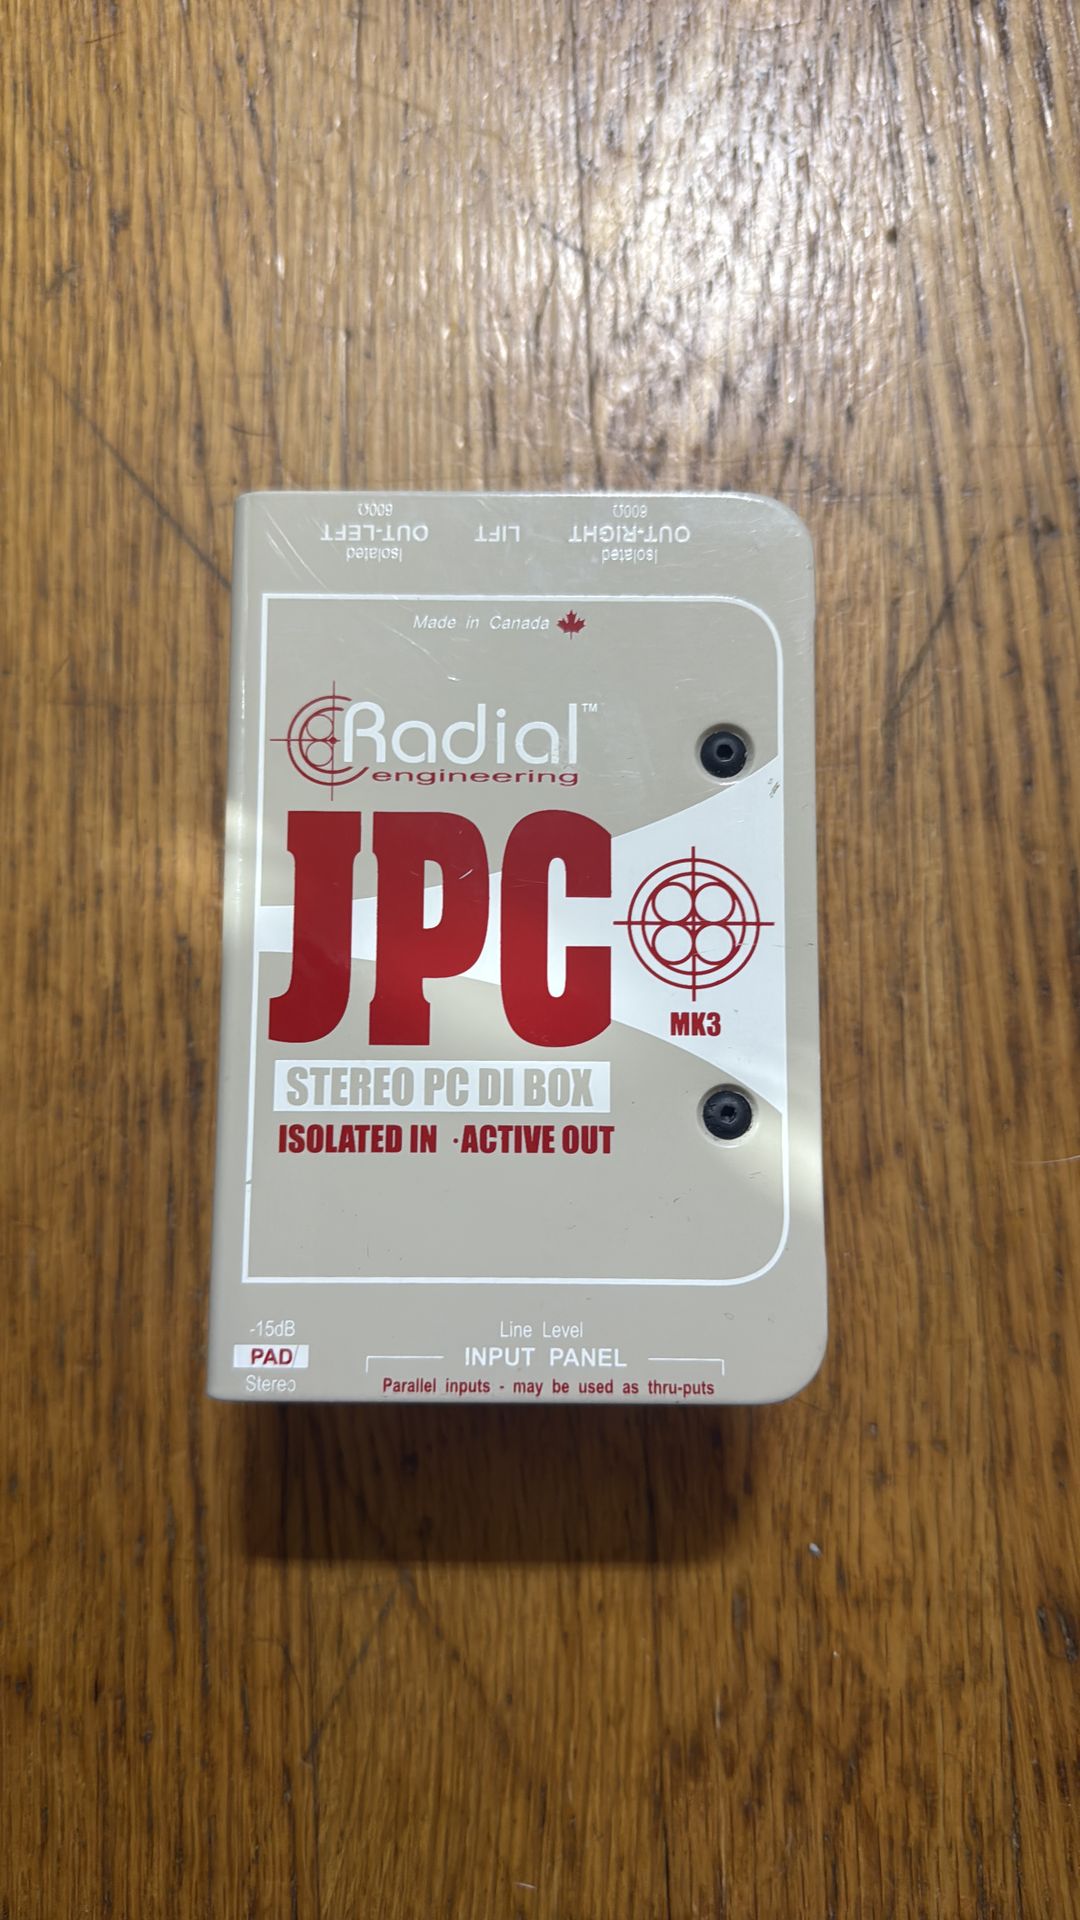 600Ω 600Ω
OUT-LEFT LIFT OUT-RIGHT
Isolated Isolated
Made in Canada
Radial™
engineering
JPC
MK3
STEREO PC DI BOX
ISOLATED IN · ACTIVE OUT
-15dB Line Level
PAD INPUT PANEL
Stereo Parallel inputs - may be used as thru-puts